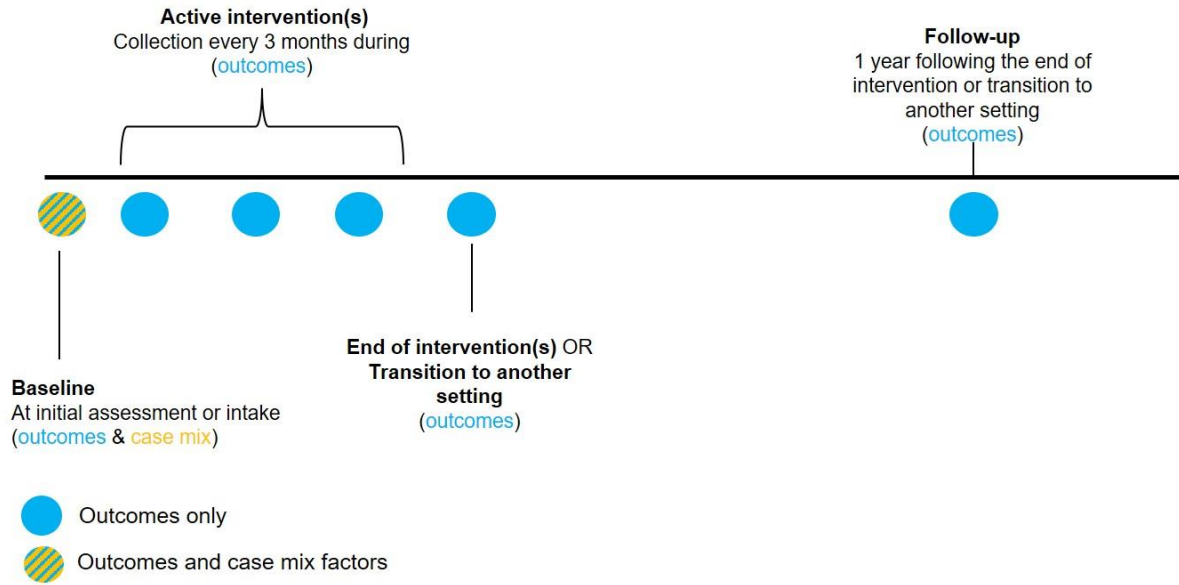 Active intervention(s)
Collection every 3 months during
(outcomes)
Follow-up
1 year following the end of
intervention or transition to
another setting
(outcomes)
End of intervention(s) OR
Transition to another
setting
(outcomes)
Baseline
At initial assessment or intake
(outcomes & case mix)
Outcomes only
Outcomes and case mix factors